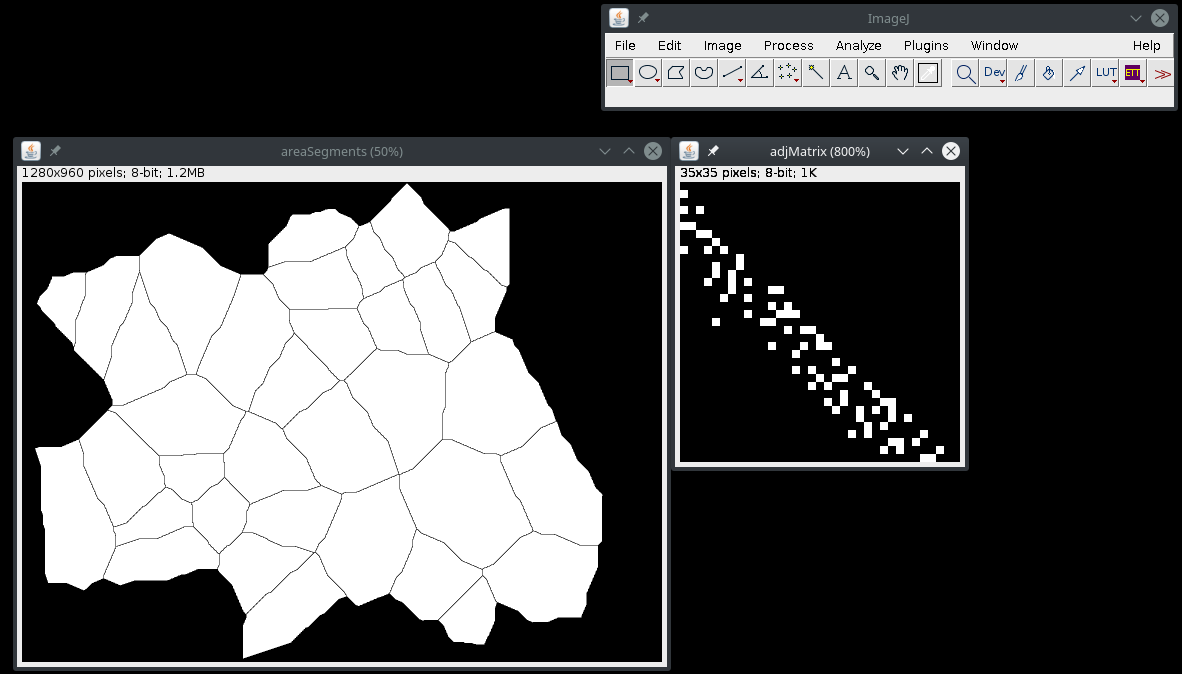 ImageJ
File Edit Image Process Analyze Plugins Window Help
A Dev LUT ETT >>
areaSegments (50%)
1280x960 pixels; 8-bit; 1.2MB
adjMatrix (800%)
35x35 pixels; 8-bit; 1K